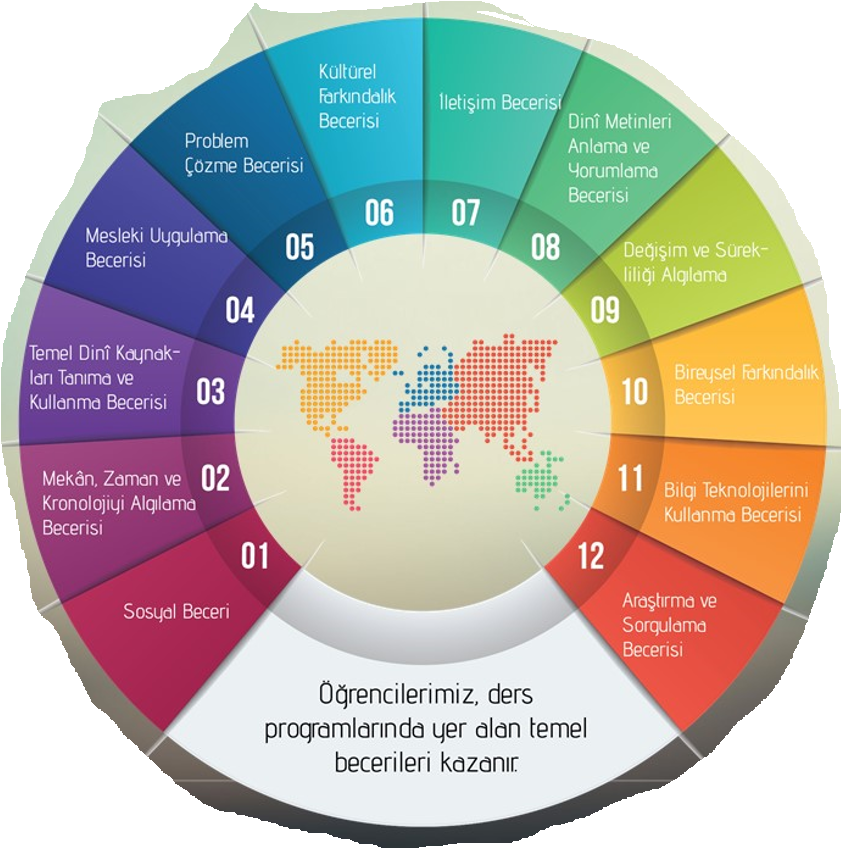 01
Sosyal Beceri
02
Mekân, Zaman ve
Kronolojiyi Algılama
Becerisi
03
Temel Dinî Kaynak-
ları Tanıma ve
Kullanma Becerisi
04
Mesleki Uygulama
Becerisi
05
Problem
Çözme Becerisi
06
Kültürel
Farkındalık
Becerisi
07
İletişim Becerisi
08
Dinî Metinleri
Anlama ve
Yorumlama
Becerisi
09
Değişim ve Sürek-
liliği Algılama
10
Bireysel Farkındalık
Becerisi
11
Bilgi Teknolojilerini
Kullanma Becerisi
12
Araştırma ve
Sorgulama
Becerisi
Öğrencilerimiz, ders
programlarında yer alan temel
becerileri kazanır.